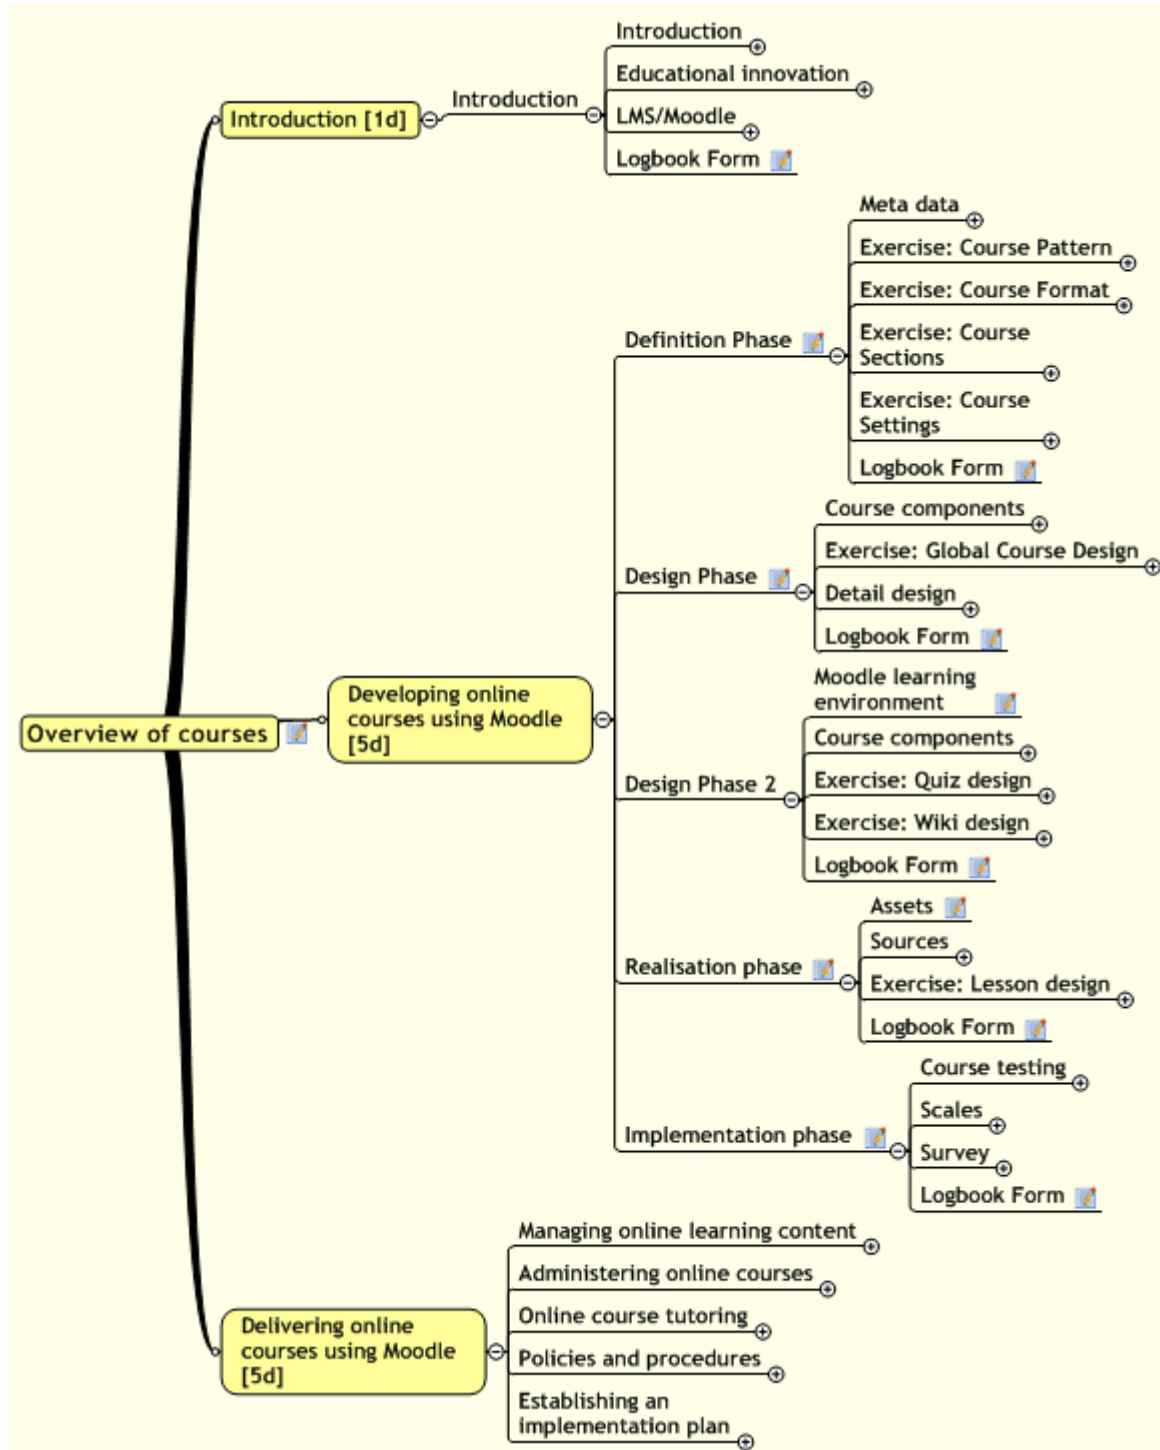 Overview of courses
Introduction [1d]
Introduction
Introduction
Educational innovation
LMS/Moodle
Logbook Form
Developing online
courses using Moodle
[5d]
Definition Phase
Meta data
Exercise: Course Pattern
Exercise: Course Format
Exercise: Course
Sections
Exercise: Course
Settings
Logbook Form
Design Phase
Course components
Exercise: Global Course Design
Detail design
Logbook Form
Design Phase 2
Moodle learning
environment
Course components
Exercise: Quiz design
Exercise: Wiki design
Logbook Form
Realisation phase
Assets
Sources
Exercise: Lesson design
Logbook Form
Implementation phase
Course testing
Scales
Survey
Logbook Form
Delivering online
courses using Moodle
[5d]
Managing online learning content
Administering online courses
Online course tutoring
Policies and procedures
Establishing an
implementation plan